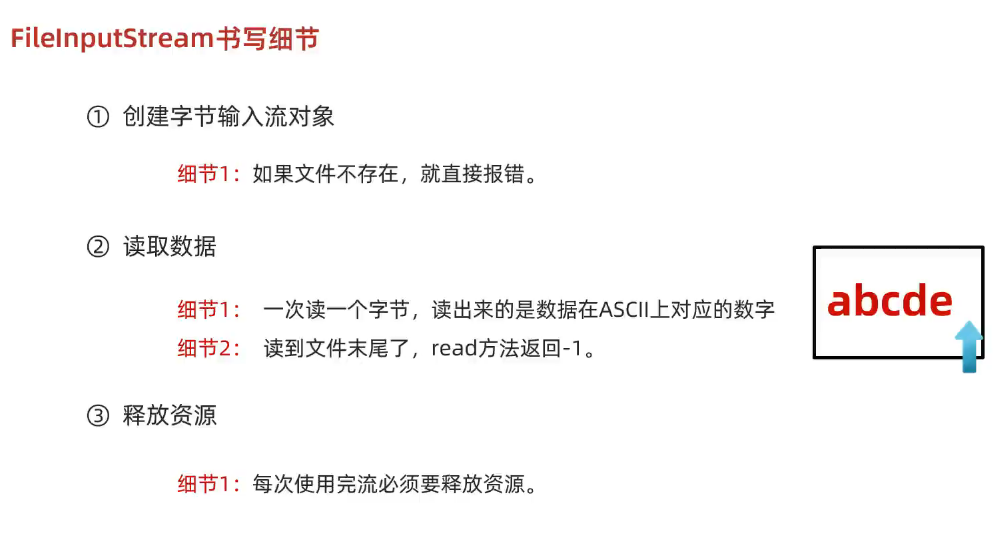 FileInputStream书写细节
① 创建字节输入流对象
细节1：如果文件不存在，就直接报错。
② 读取数据
细节1： 一次读一个字节，读出来的是数据在ASCII上对应的数字
细节2： 读到文件末尾了，read方法返回-1。
abcde
③ 释放资源
细节1：每次使用完流必须要释放资源。